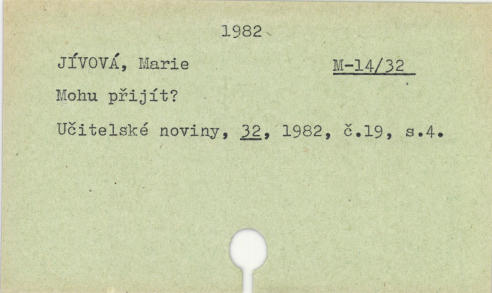 1982
JÍVOVÁ, Marie M-14/32
Mohu přijít?
Učitelské noviny, 32, 1982, č.19, s.4.